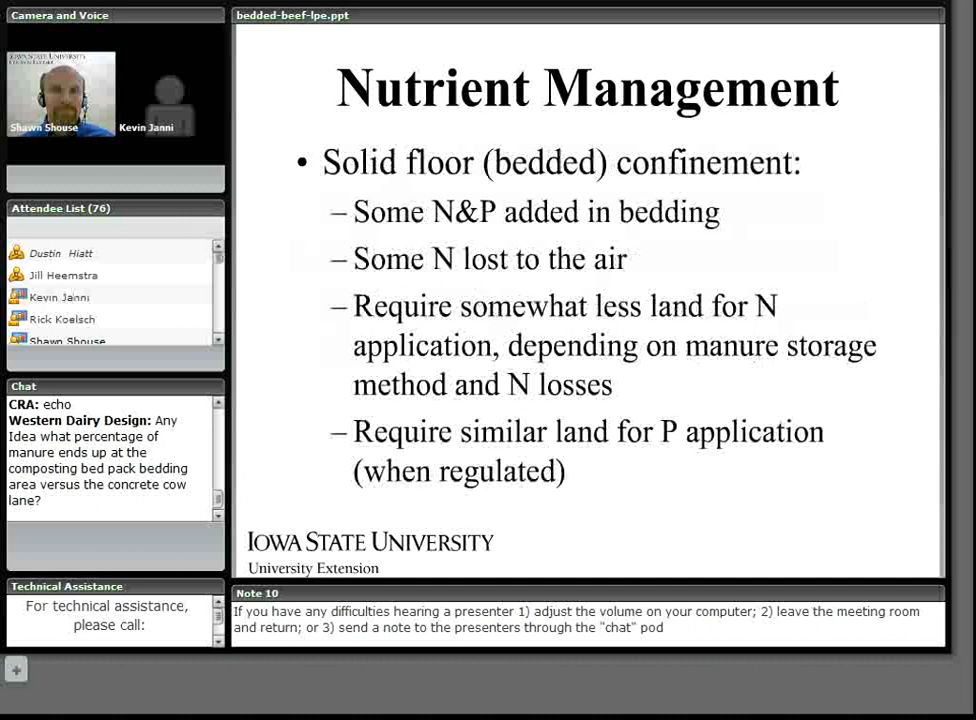 Camera and Voice
IOWA STATE UNIVERSITY
Shawn Shouse
Kevin Janni
Attendee List (76)
Dustin Hiatt
Jill Heemstra
Kevin Janni
Rick Koelsch
Shawn Shouse
Chat
CRA: echo
Western Dairy Design: Any
Idea what percentage of
manure ends up at the
composting bed pack bedding
area versus the concrete cow
lane?
Technical Assistance
For technical assistance,
please call:
bedded-beef-lpe.ppt
Nutrient Management
• Solid floor (bedded) confinement:
– Some N&P added in bedding
– Some N lost to the air
– Require somewhat less land for N
application, depending on manure storage
method and N losses
– Require similar land for P application
(when regulated)
IOWA STATE UNIVERSITY
University Extension
Note 10
If you have any difficulties hearing a presenter 1) adjust the volume on your computer; 2) leave the meeting room
and return; or 3) send a note to the presenters through the "chat" pod